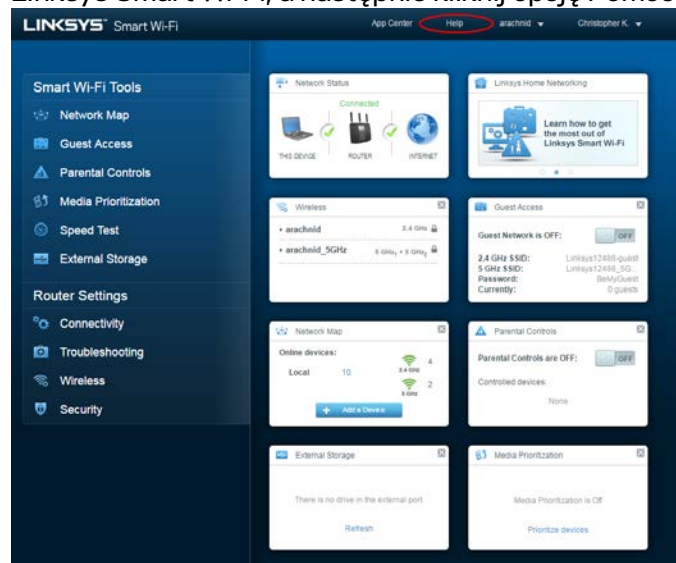 LINKSYS Smart Wi-Fi App Center Help arachnid Christopher K.
Smart Wi-Fi Tools
Network Map
Guest Access
Parental Controls
Media Prioritization
Speed Test
External Storage
Router Settings
Connectivity
Troubleshooting
Wireless
Security
Network Status
Connected
THIS DEVICE ROUTER INTERNET
Linksys Home Networking
Learn how to get
the most out of
Linksys Smart Wi-Fi
Wireless
arachnid 2.4 GHz
arachnid_5GHz 5 GHz1 + 5 GHz2
Guest Access
Guest Network is OFF: OFF
2.4 GHz SSID: Linksys12488-guest
5 GHz SSID: Linksys12488_5G...
Password: BeMyGuest
Currently: 0 guests
Network Map
Online devices:
Local 10
4
2.4 GHz
2
5 GHz
+ Add a Device
Parental Controls
Parental Controls are OFF: OFF
Controlled devices:
None
External Storage
There is no drive in the external port.
Refresh
Media Prioritization
Media Prioritization is Off
Prioritize devices